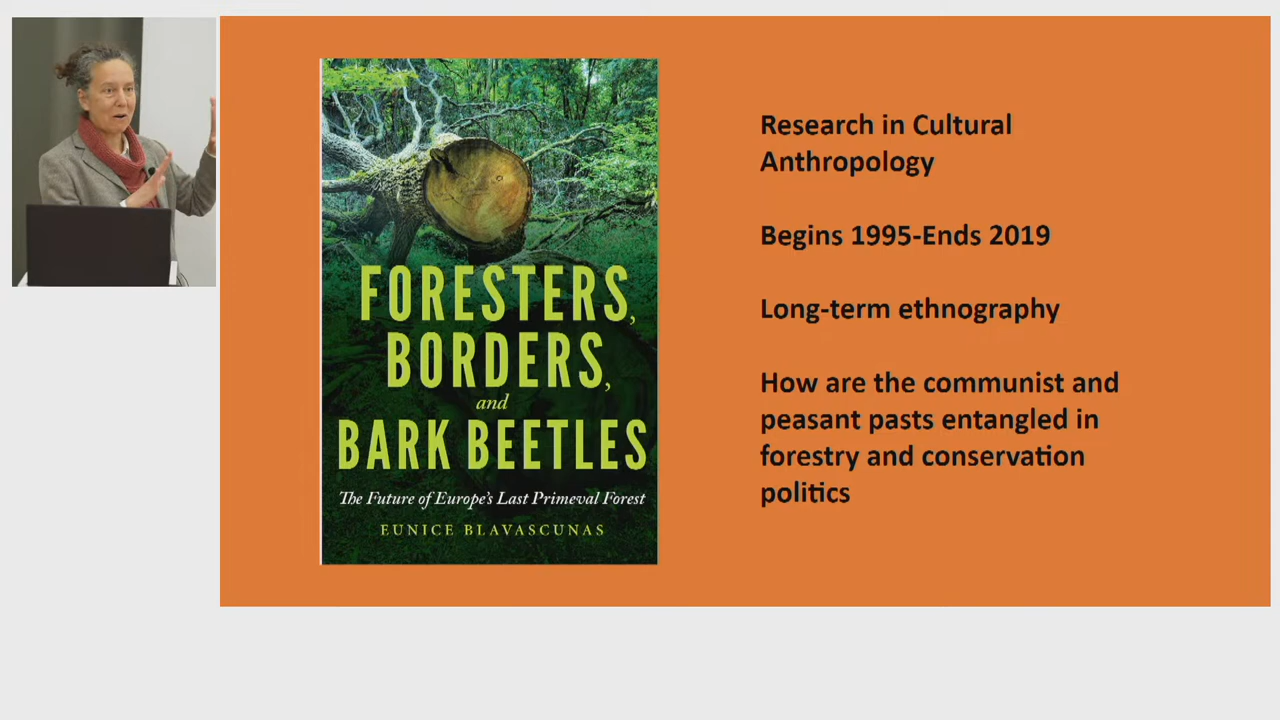 FORESTERS,
BORDERS,
and
BARK BEETLES
The Future of Europe's Last Primeval Forest
EUNICE BLAVASCUNAS
Research in Cultural
Anthropology
Begins 1995-Ends 2019
Long-term ethnography
How are the communist and
peasant pasts entangled in
forestry and conservation
politics